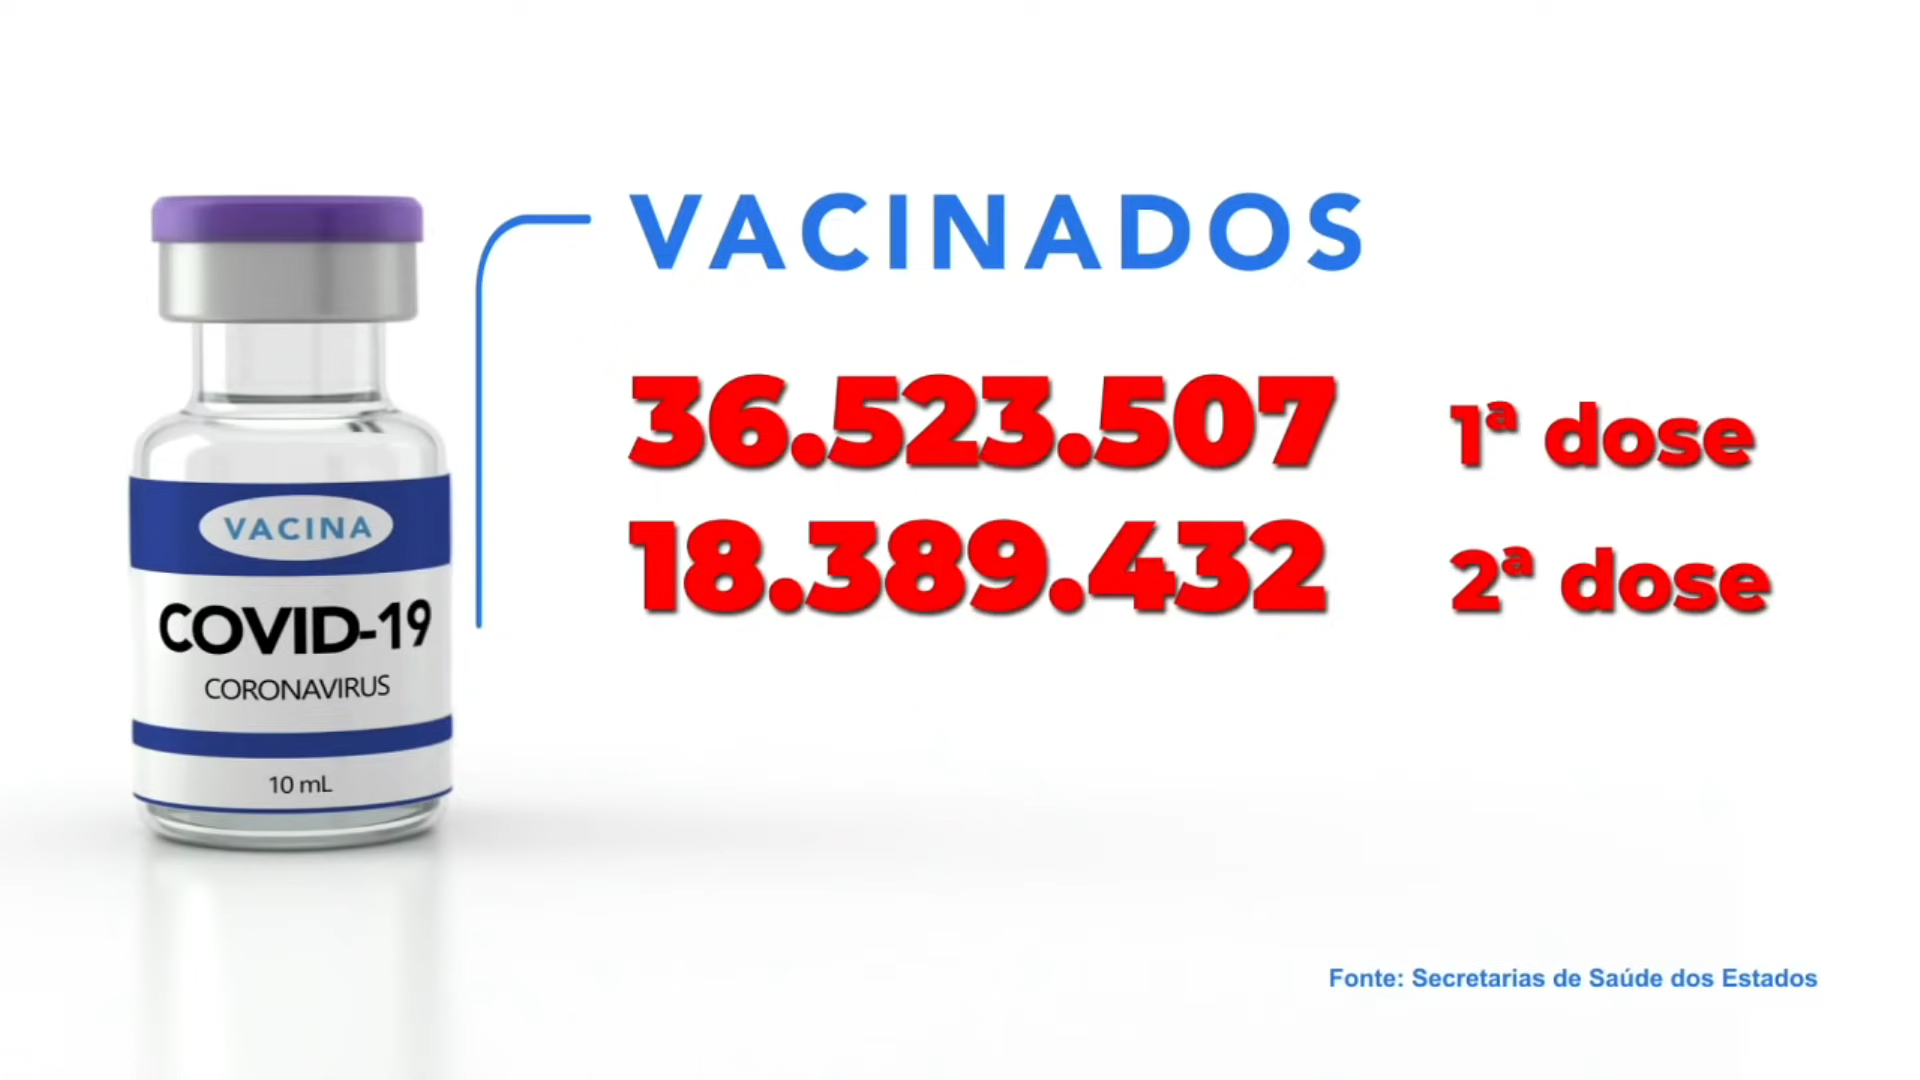 VACINADOS
36.523.507 1ª dose
18.389.432 2ª dose
VACINA
COVID-19
CORONAVIRUS
10 mL
Fonte: Secretarias de Saúde dos Estados